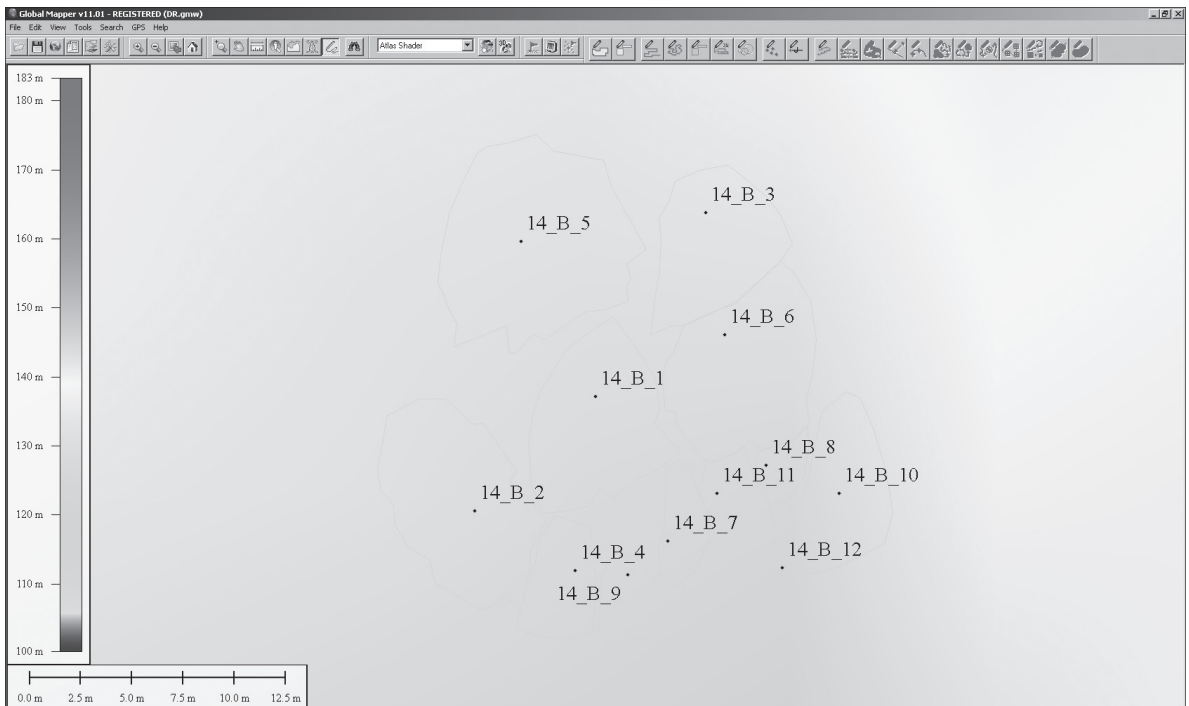 Global Mapper v11.01 - REGISTERED (DR.gmw)
File Edit View Tools Search GPS Help
Atlas Shader
183 m
180 m
170 m
160 m
150 m
140 m
130 m
120 m
110 m
100 m
14_B_3
14_B_5
14_B_6
14_B_1
14_B_8
14_B_11
14_B_10
14_B_2
14_B_7
14_B_4
14_B_12
14_B_9
0.0 m 2.5 m 5.0 m 7.5 m 10.0 m 12.5 m